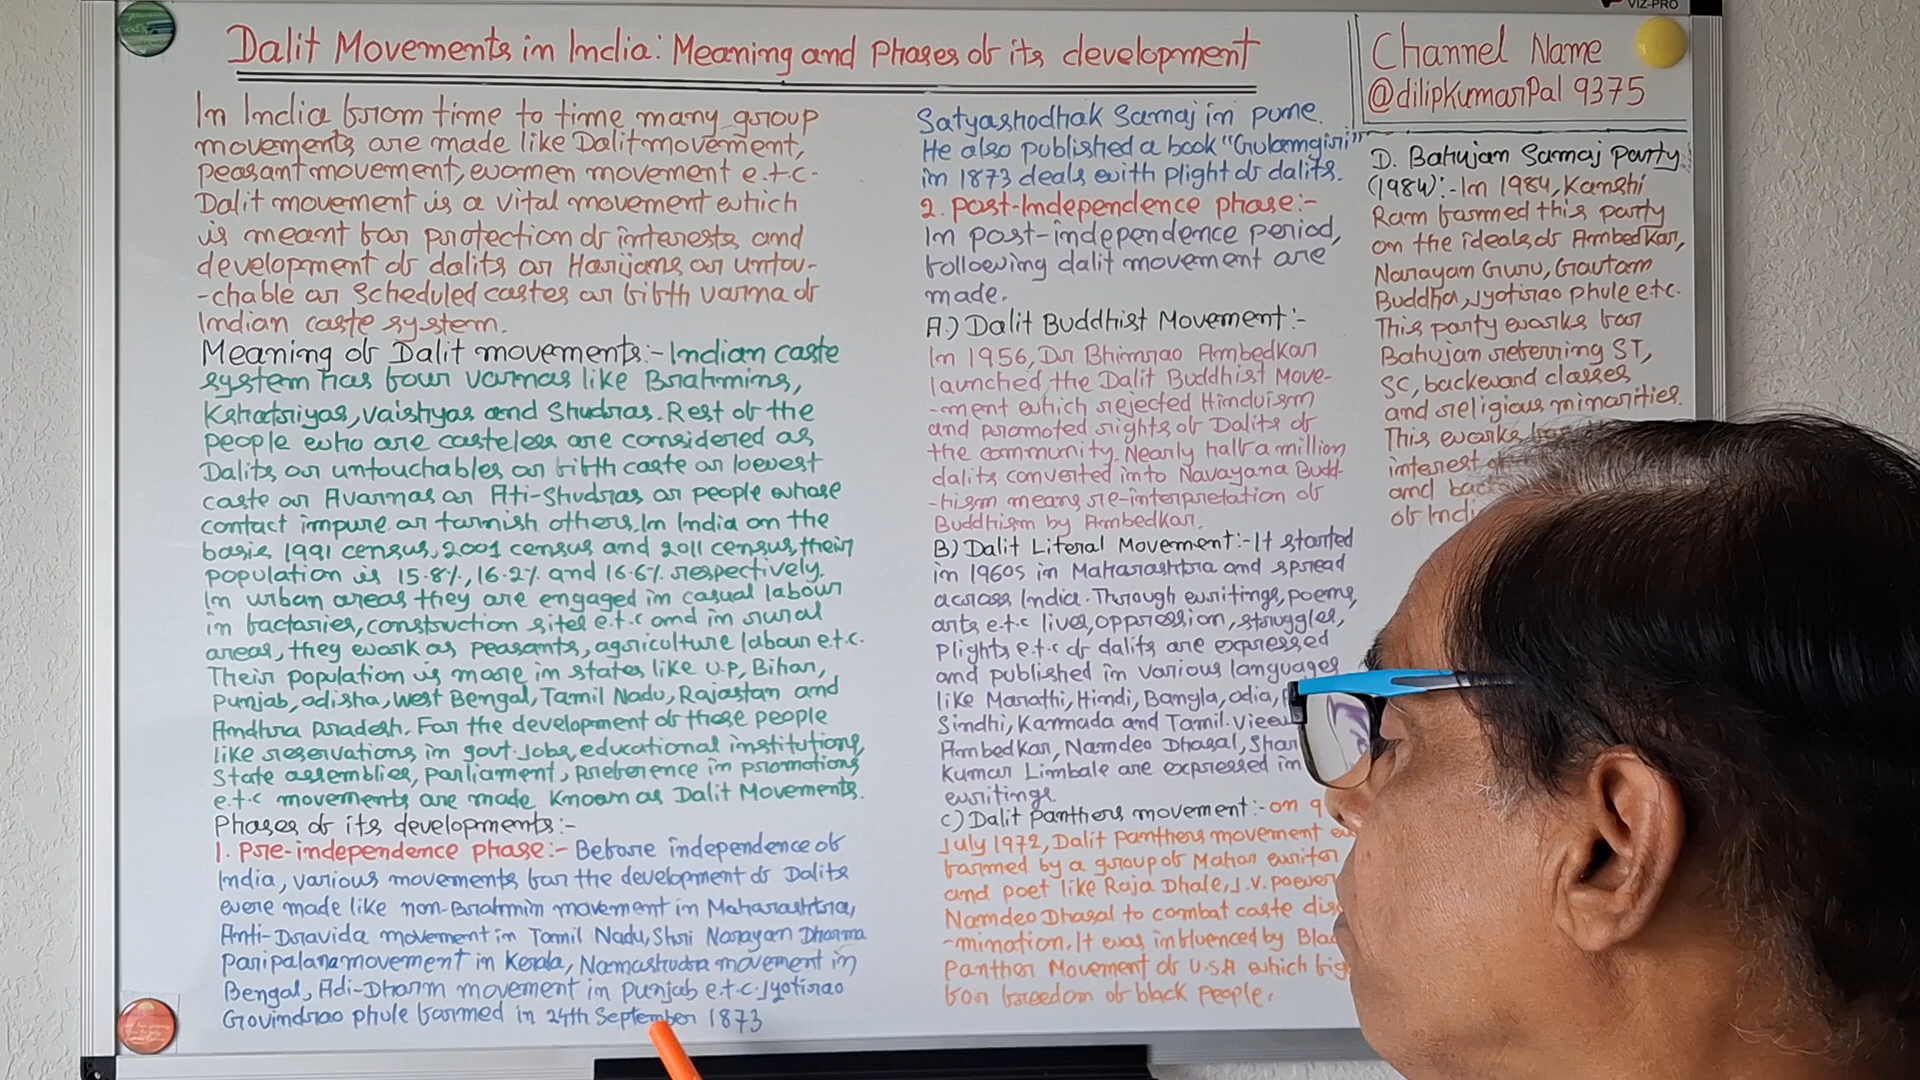 VIZ-PRO
Dalit Movements in India: Meaning and Phases of its development
In India from time to time many group
movements are made like Dalit movement,
Peasant movement, women movement e.t.c.
Dalit movement is a vital movement which
is meant for protection of interests and
development of dalits or Harijans or untou-
-chable or Scheduled castes or fifth varna of
Indian caste system.
Meaning of Dalit movements:- Indian caste
system has four varnas like Brahmins,
Kshatriyas, Vaishyas and Shudras. Rest of the
people who are casteless are considered as
Dalits or untouchables or fifth caste or lowest
caste or Avarnas or Ati-Shudras or people whose
contact impure or tarnish others. In India on the
basis 1991 census, 2001 census and 2011 census, their
population is 15.8%, 16.2% and 16.6% respectively.
In urban areas they are engaged in casual labour
in factories, construction sites e.t.c and in rural
areas, they work as peasants, agriculture labour e.t.c.
Their population is more in states like U.P, Bihar,
Punjab, Odisha, West Bengal, Tamil Nadu, Rajastan and
Andhra Pradesh. For the development of those people
like reservations in govt. Jobs, educational institutions,
State assemblies, parliament, preference in promotions
e.t.c movements are made known as Dalit Movements.
Phases of its developments:-
1. Pre-independence phase:- Before independence of
India, various movements for the development of Dalits
were made like non-Brahmin movement in Maharashtra,
Anti-Dravida movement in Tamil Nadu, Shri Narayan Dharma
Paripalana movement in Kerala, Namashudra movement in
Bengal, Adi-Dharm movement in Punjab e.t.c. Jyotirao
Govindrao Phule formed in 24th September 1873
Satyashodhak Samaj in Pune.
He also published a book "Gulamgiri"
in 1873 deals with plight of dalits.
2. Post-Independence phase:-
In post-independence period,
following dalit movement are
made.
A.) Dalit Buddhist Movement:-
In 1956, Dr Bhimrao Ambedkar
launched the Dalit Buddhist Move-
-ment which rejected Hinduism
and promoted rights of Dalits of
the community. Nearly half a million
dalits converted into Navayana Budd-
-hism means re-interpretation of
Buddhism by Ambedkar.
B) Dalit Literal Movement:- It started
in 1960s in Maharashtra and spread
across India. Through writings, poems,
arts e.t.c lives, oppression, struggles,
plights e.t.c of dalits are expressed
and published in various languages
like Marathi, Hindi, Bangla, Odia,
Sindhi, Kannada and Tamil.
Ambedkar, Namdeo Dhasal,
Kumar Limbale are expressed in
writings.
C) Dalit Panthers movement:- on 9
July 1972, Dalit Panthers movement
formed by a group of Mahar
and poet like Raja Dhale, J.V. Pawar
Namdeo Dhasal to combat caste
-mination. It was influenced by
Panther Movement of U.S.A which
for freedom of black people.
Channel Name
@dilipkumarPal 9375
D. Bahujan Samaj Party
(1984):- In 1984, Kanshi
Ram formed this party
on the ideals of Ambedkar,
Narayan Guru, Gautam
Buddha, Jyotirao Phule etc.
This party works for
Bahujan referring ST,
SC, backward classes
and religious minorities.
This works
interest
and
of